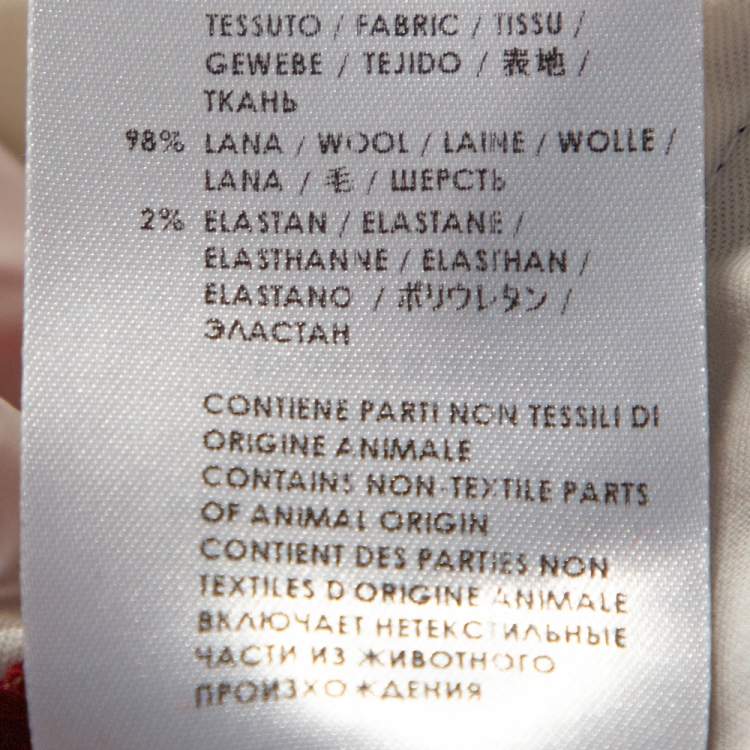 TESSUTO / FABRIC / TISSU /
GEWEBE / TEJIDO / 表地 /
ТКАНЬ
98% LANA / WOOL / LAINE / WOLLE /
LANA / 毛 / ШЕРСТЬ
2% ELASTAN / ELASTANE /
ELASTHANNE / ELASTHAN /
ELASTANO / ポリウレタン /
ЭЛАСТАН
CONTIENE PARTI NON TESSILI DI
ORIGINE ANIMALE
CONTAINS NON-TEXTILE PARTS
OF ANIMAL ORIGIN
CONTIENT DES PARTIES NON
TEXTILES D'ORIGINE ANIMALE
ВКЛЮЧАЕТ НЕТЕКСТИЛЬНЫЕ
ЧАСТИ ИЗ ЖИВОТНОГО
ПРОИЗХОЖДЕНИЯ